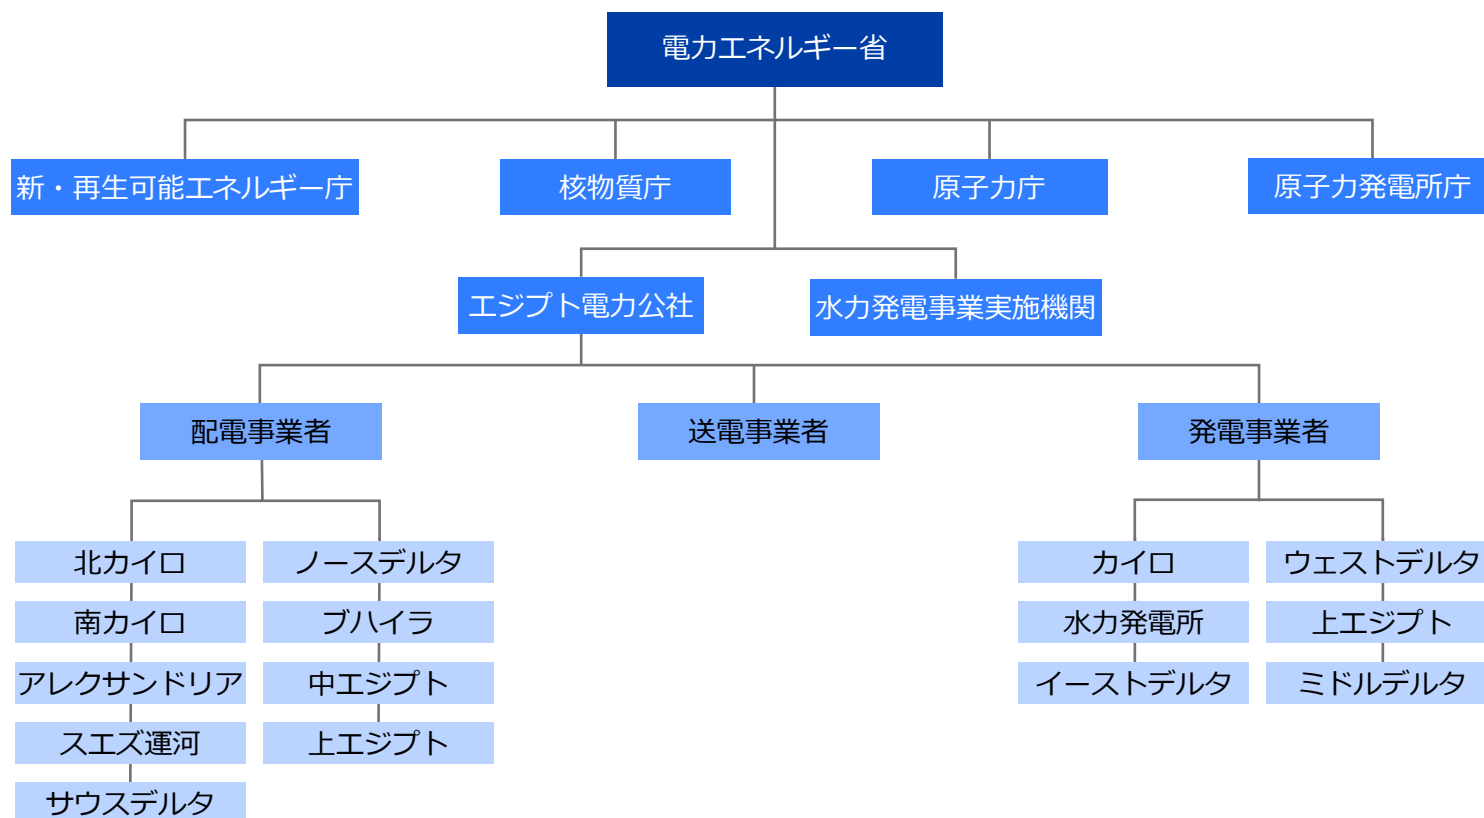 電力エネルギー省
新・再生可能エネルギー庁
核物質庁
原子力庁
原子力発電所庁
エジプト電力公社
水力発電事業実施機関
配電事業者
送電事業者
発電事業者
北カイロ
南カイロ
アレクサンドリア
スエズ運河
サウスデルタ
ノースデルタ
ブハイラ
中エジプト
上エジプト
カイロ
水力発電所
イーストデルタ
ウェストデルタ
上エジプト
ミドルデルタ